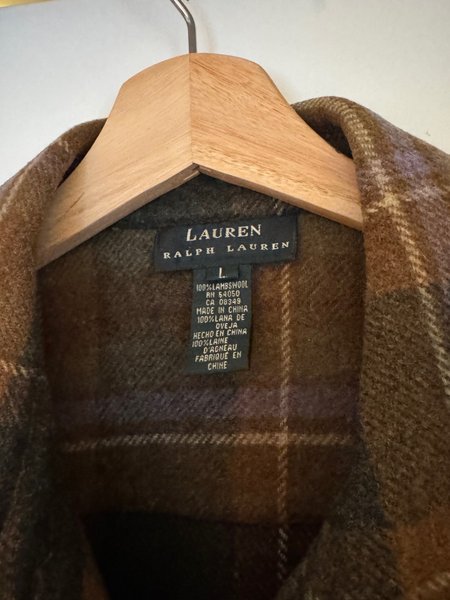 LAUREN
RALPH LAUREN
L
100% LAMBSWOOL
RN 54050
CA 08349
MADE IN CHINA
100% LANA DE
OVEJA
HECHO EN CHINA
100% LAINE
D'AGNEAU
FABRIQUÉ EN
CHINE